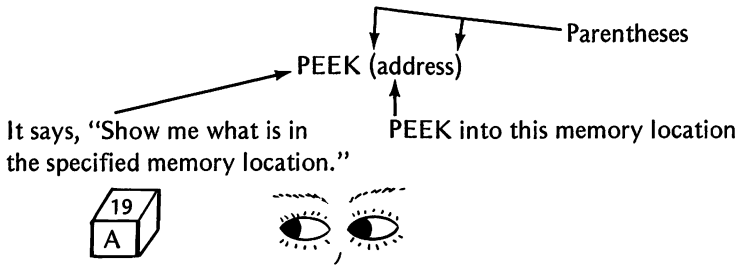 Parentheses
PEEK (address)
It says, “Show me what is in
the specified memory location.”
PEEK into this memory location
19
A